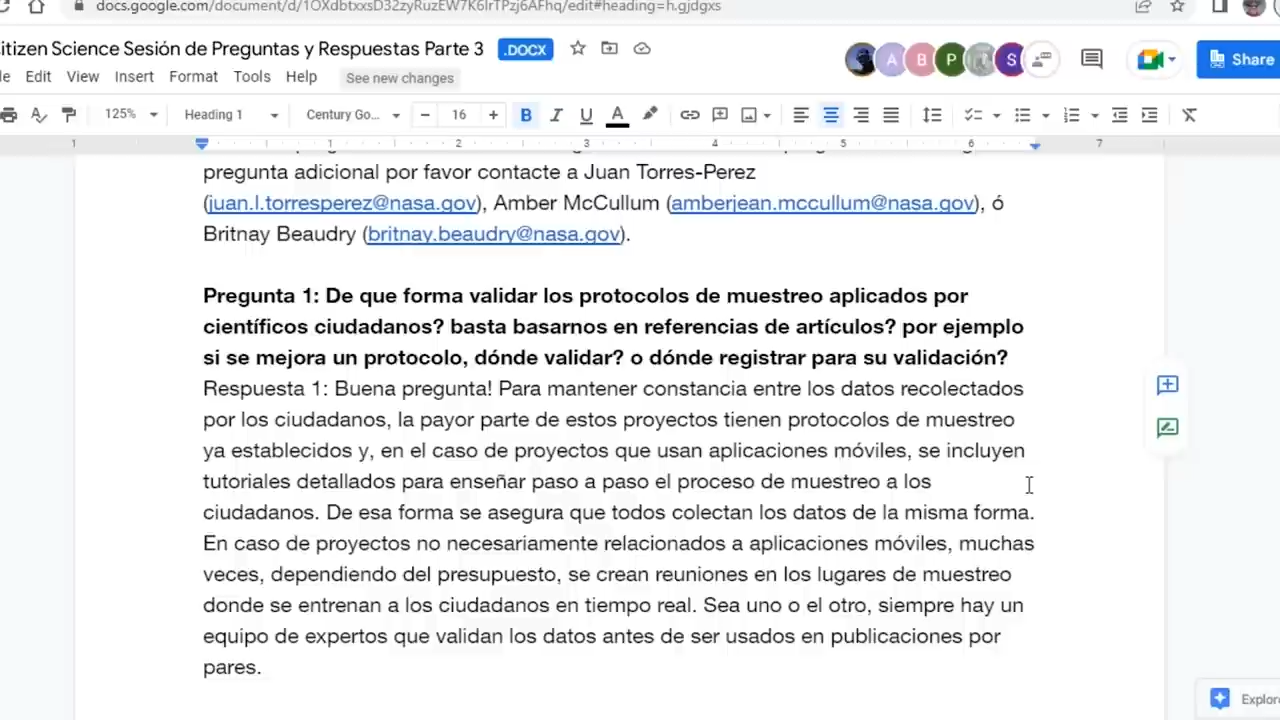 docs.google.com/document/d/1OXdbtxxsD32zyRuzEW7K6lrTPzj6AFhq/edit#heading=h.gjdgxs
itizen Science Sesión de Preguntas y Respuestas Parte 3 .DOCX
A B P S Share
le Edit View Insert Format Tools Help See new changes
125% Heading 1 Century Go... − 16 + B I U A
1 2 3 4 5 6 7
pregunta adicional por favor contacte a Juan Torres-Perez
(juan.l.torresperez@nasa.gov), Amber McCullum (amberjean.mccullum@nasa.gov), ó
Britnay Beaudry (britnay.beaudry@nasa.gov).
Pregunta 1: De que forma validar los protocolos de muestreo aplicados por
científicos ciudadanos? basta basarnos en referencias de artículos? por ejemplo
si se mejora un protocolo, dónde validar? o dónde registrar para su validación?
Respuesta 1: Buena pregunta! Para mantener constancia entre los datos recolectados
por los ciudadanos, la payor parte de estos proyectos tienen protocolos de muestreo
ya establecidos y, en el caso de proyectos que usan aplicaciones móviles, se incluyen
tutoriales detallados para enseñar paso a paso el proceso de muestreo a los
ciudadanos. De esa forma se asegura que todos colectan los datos de la misma forma.
En caso de proyectos no necesariamente relacionados a aplicaciones móviles, muchas
veces, dependiendo del presupuesto, se crean reuniones en los lugares de muestreo
donde se entrenan a los ciudadanos en tiempo real. Sea uno o el otro, siempre hay un
equipo de expertos que validan los datos antes de ser usados en publicaciones por
pares.
Explore